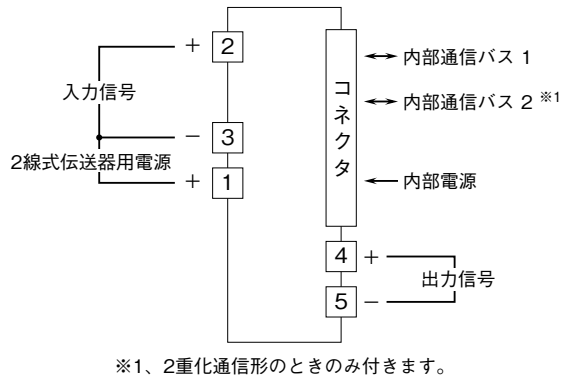 + 2
入力信号
− 3
2線式伝送器用電源
+ 1
コネクタ
内部通信バス 1
内部通信バス 2 ※1
内部電源
4 +
出力信号
5 −
※1、2重化通信形のときのみ付きます。